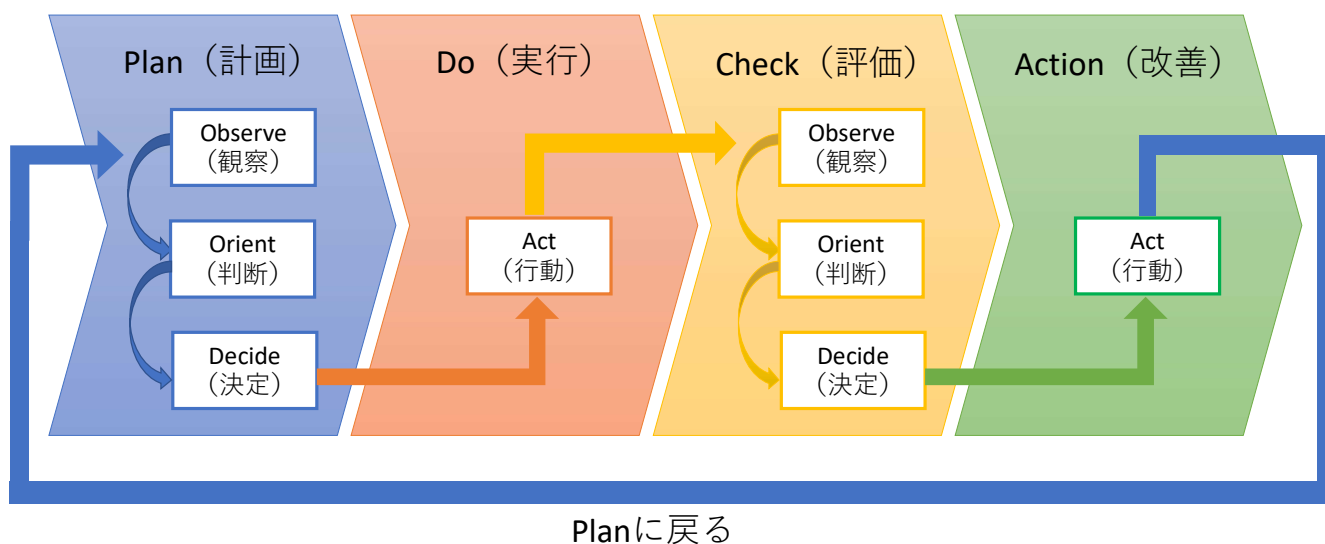 Plan（計画）
Observe
（観察）
Orient
（判断）
Decide
（決定）
Do（実行）
Act
（行動）
Check（評価）
Observe
（観察）
Orient
（判断）
Decide
（決定）
Action（改善）
Act
（行動）
Planに戻る